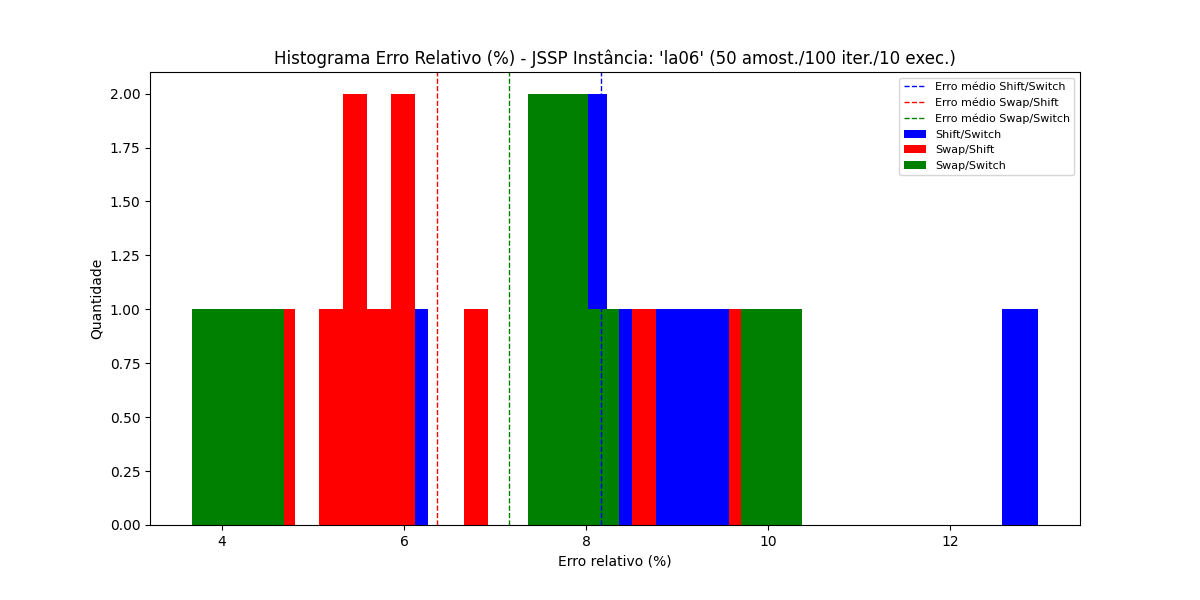 Histograma Erro Relativo (%) - JSSP Instância: 'la06' (50 amost./100 iter./10 exec.)
Erro médio Shift/Switch
Erro médio Swap/Shift
Erro médio Swap/Switch
Shift/Switch
Swap/Shift
Swap/Switch
2.00
1.75
1.50
1.25
1.00
0.75
0.50
0.25
0.00
Quantidade
4 6 8 10 12
Erro relativo (%)